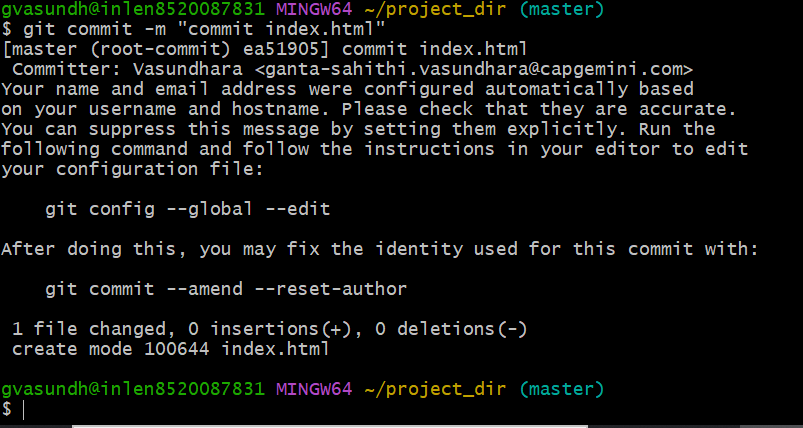 gvasundh@inlen8520087831 MINGW64 ~/project_dir (master)
$ git commit -m "commit index.html"
[master (root-commit) ea51905] commit index.html
 Committer: Vasundhara <ganta-sahithi.vasundhara@capgemini.com>
Your name and email address were configured automatically based
on your username and hostname. Please check that they are accurate.
You can suppress this message by setting them explicitly. Run the
following command and follow the instructions in your editor to edit
your configuration file:

    git config --global --edit

After doing this, you may fix the identity used for this commit with:

    git commit --amend --reset-author

 1 file changed, 0 insertions(+), 0 deletions(-)
 create mode 100644 index.html

gvasundh@inlen8520087831 MINGW64 ~/project_dir (master)
$